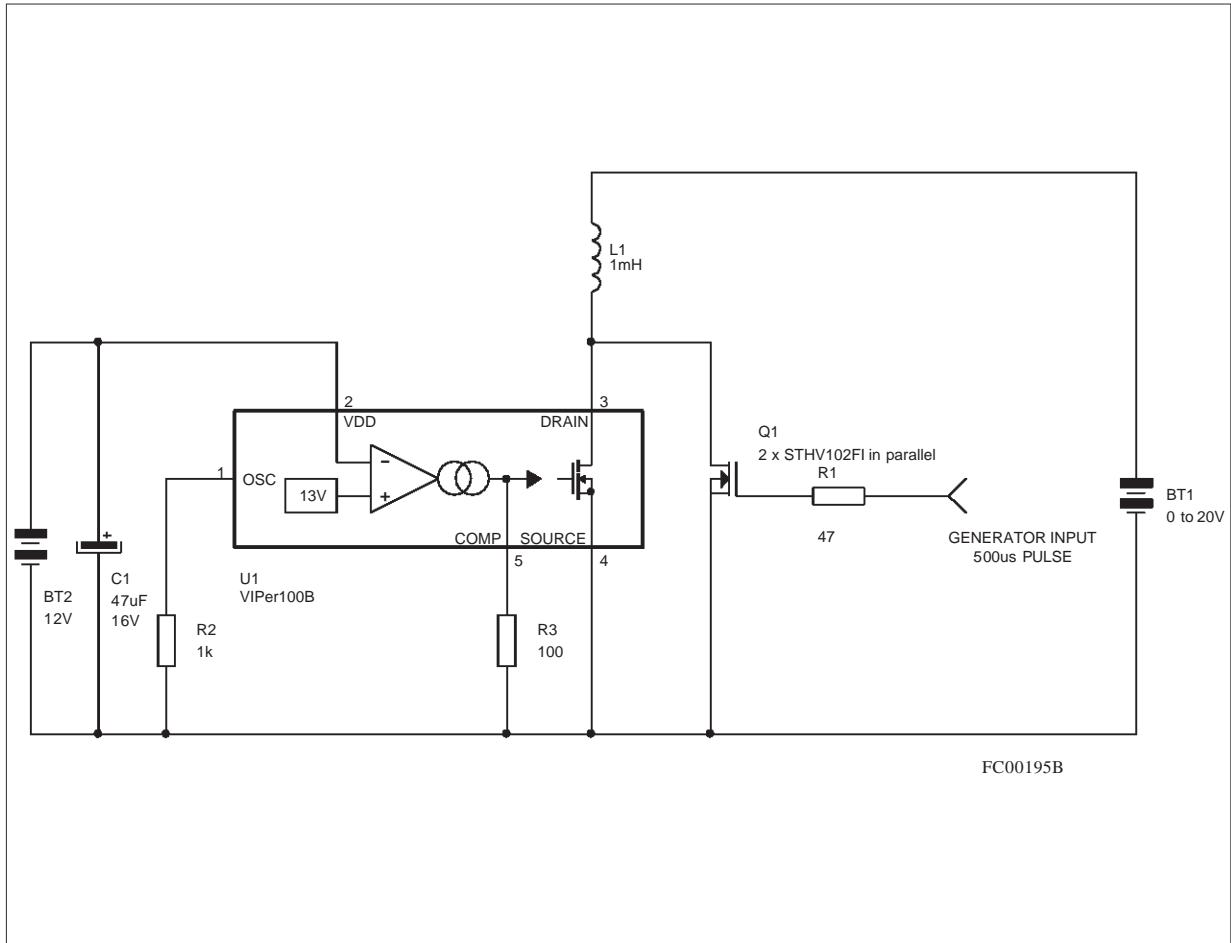 L1
1mH
2
VDD
3
DRAIN
1
OSC
13V
−
+
COMP
SOURCE
5
4
U1
VIPer100B
Q1
2 x STHV102FI in parallel
R1
47
GENERATOR INPUT
500us PULSE
BT1
0 to 20V
BT2
12V
+
C1
47uF
16V
R2
1k
R3
100
FC00195B